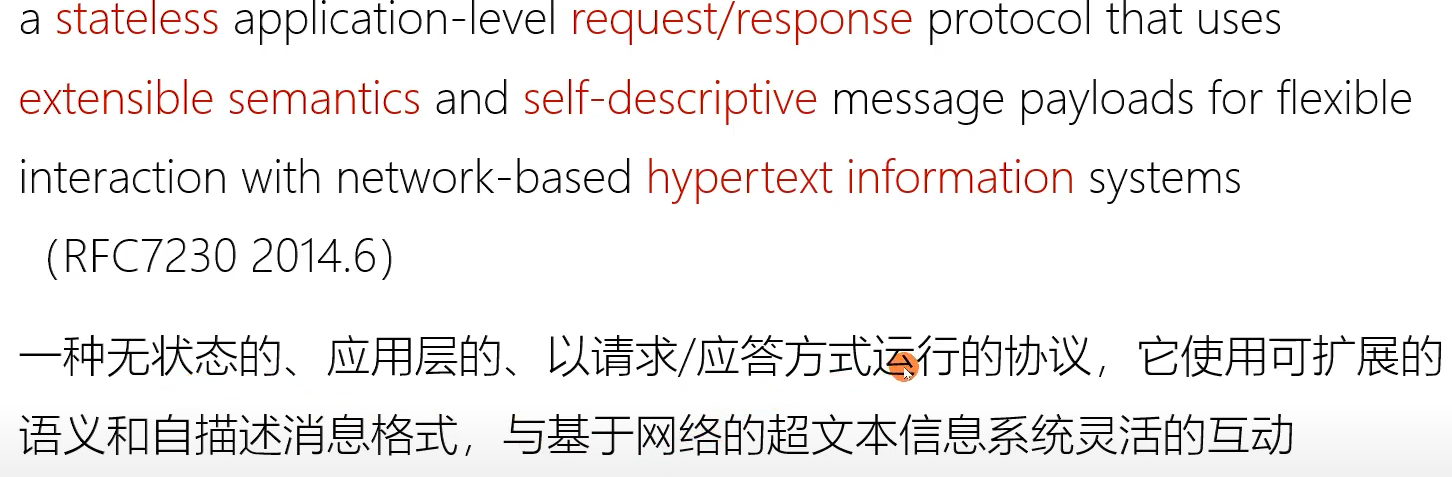 a stateless application-level request/response protocol that uses
extensible semantics and self-descriptive message payloads for flexible
interaction with network-based hypertext information systems
（RFC7230 2014.6）
一种无状态的、应用层的、以请求/应答方式运行的协议，它使用可扩展的
语义和自描述消息格式，与基于网络的超文本信息系统灵活的互动